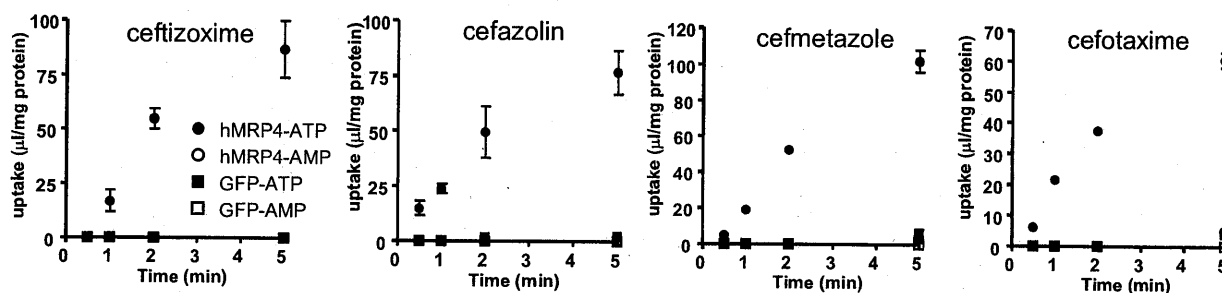 ceftizoxime
uptake (µl/mg protein)
100
75
50
25
0
0 1 2 3 4 5
Time (min)
hMRP4-ATP
hMRP4-AMP
GFP-ATP
GFP-AMP
cefazolin
uptake (µl/mg protein)
100
75
50
25
0
0 1 2 3 4 5
Time (min)
cefmetazole
uptake (µl/mg protein)
120
100
80
60
40
20
0
0 1 2 3 4 5
Time (min)
cefotaxime
uptake (µl/mg protein)
70
60
50
40
30
20
10
0
0 1 2 3 4 5
Time (min)